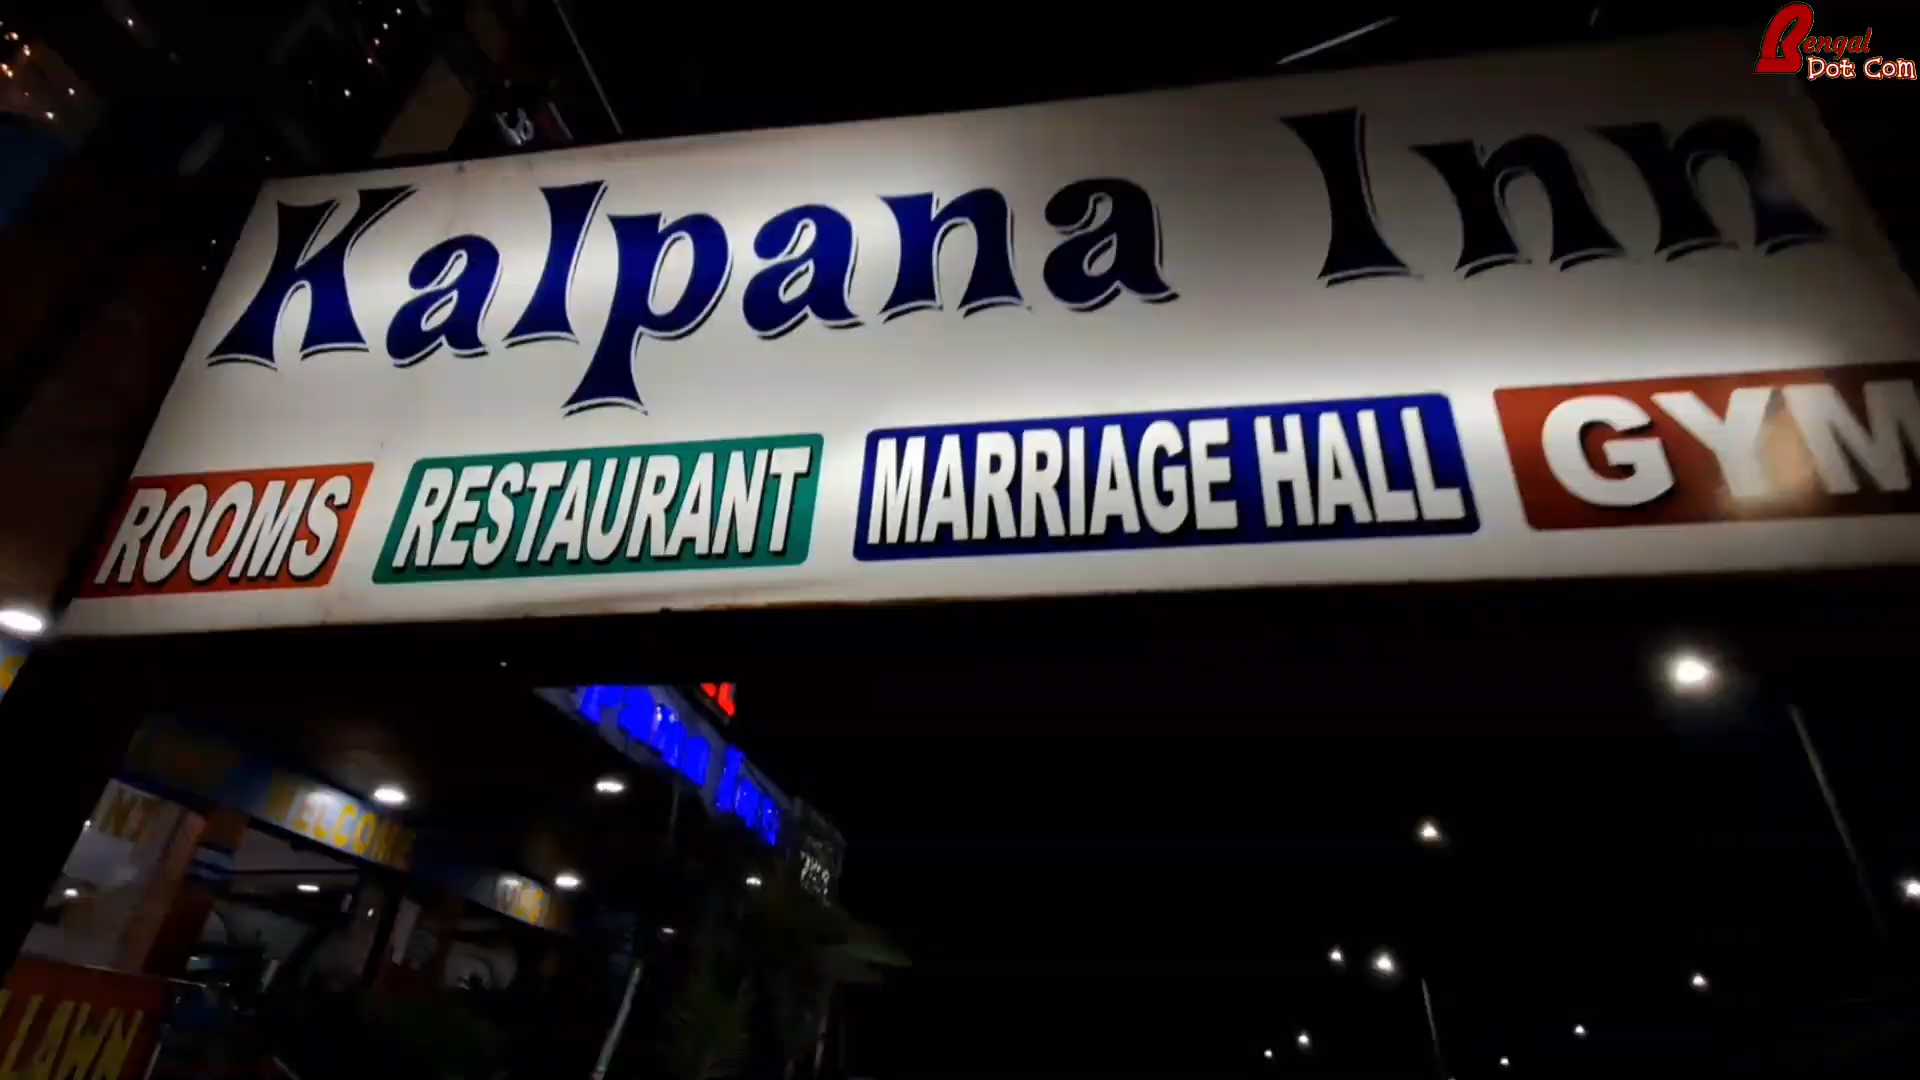 Bengal
Dot Com
Kalpana Inn
ROOMS RESTAURANT MARRIAGE HALL GYM
WELCOME
LAWN